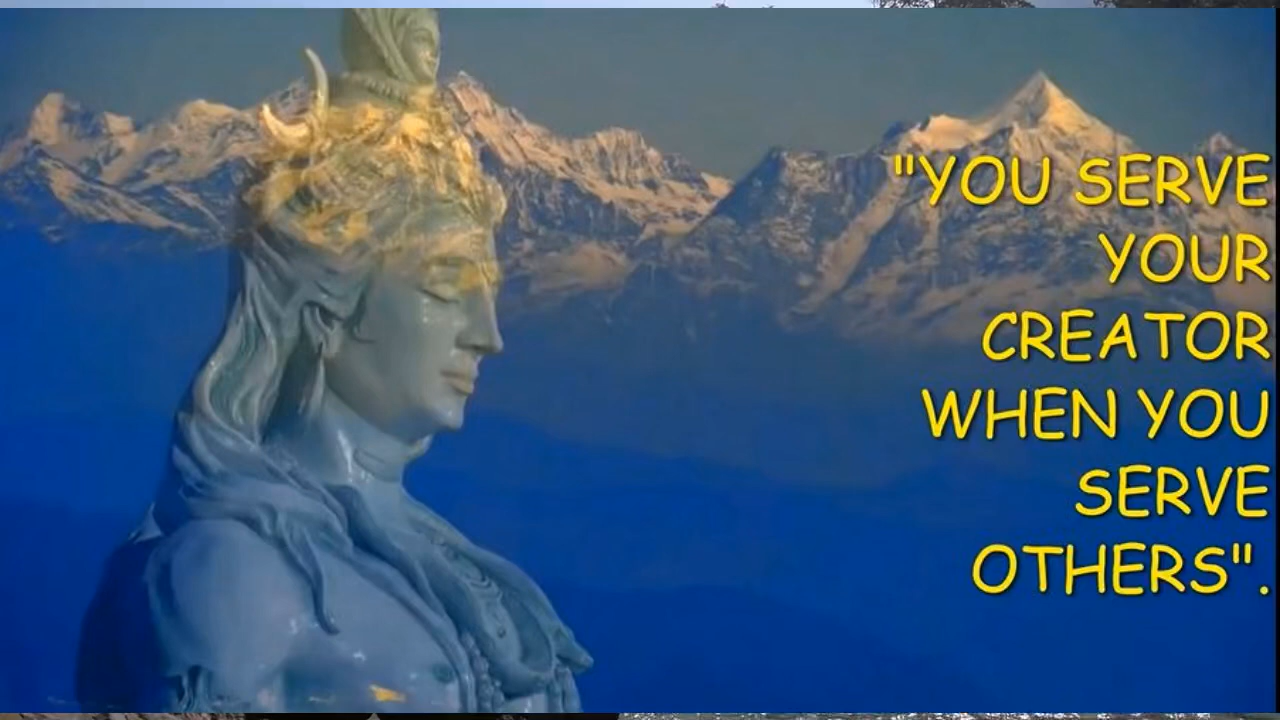 "YOU SERVE
YOUR
CREATOR
WHEN YOU
SERVE
OTHERS".